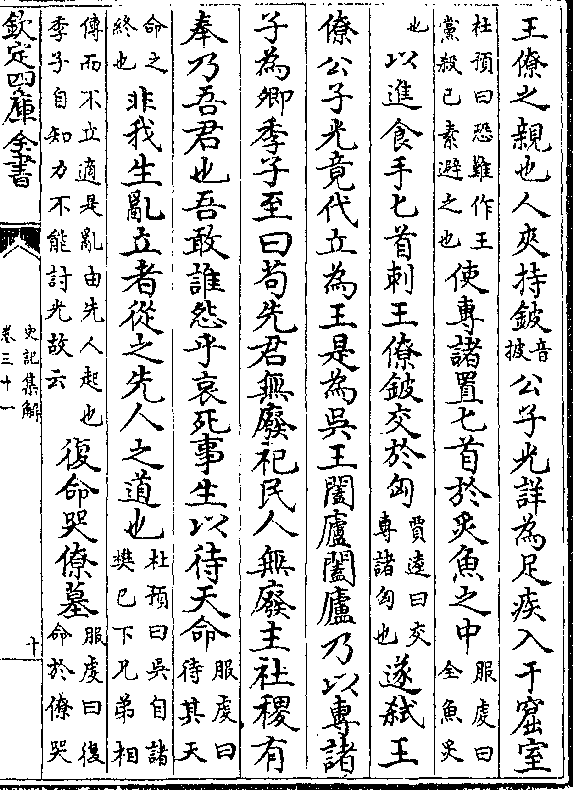 王僚之親也人夾持鈹音披公子光詳為足疾入于窟室
杜預曰恐難作王黨殺已素避之也使專諸置匕首於炙魚之中服虔曰全魚炙
也以進食手匕首刺王僚鈹交於匈賈逵曰交專諸匈也遂弑王
僚公子光竟代立為王是為吳王闔廬闔廬乃以專諸
子為卿季子至曰苟先君無廢祀民人無廢主社稷有
奉乃吾君也吾敢誰怨乎哀死事生以待天命服虔曰待其天
命之終也非我生亂立者從之先人之道也杜預曰吳自諸樊已下兄弟相
傳而不立適是亂由先人起也季子自知力不能討光故云復命哭僚墓服虔曰復命於僚哭
欽定四庫全書
史記集解
卷三十一
十